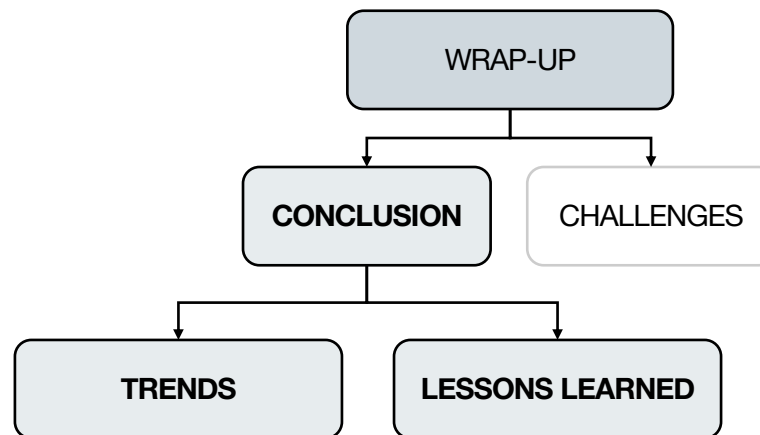 WRAP-UP
CONCLUSION
CHALLENGES
TRENDS
LESSONS LEARNED